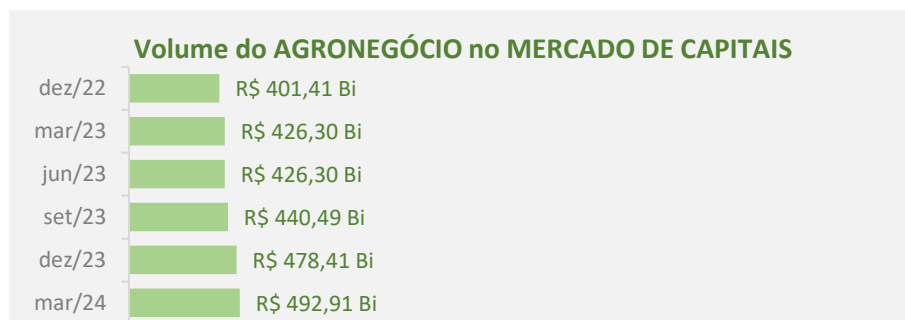 Volume do AGRONEGÓCIO no MERCADO DE CAPITAIS
dez/22 R$ 401,41 Bi
mar/23 R$ 426,30 Bi
jun/23 R$ 426,30 Bi
set/23 R$ 440,49 Bi
dez/23 R$ 478,41 Bi
mar/24 R$ 492,91 Bi